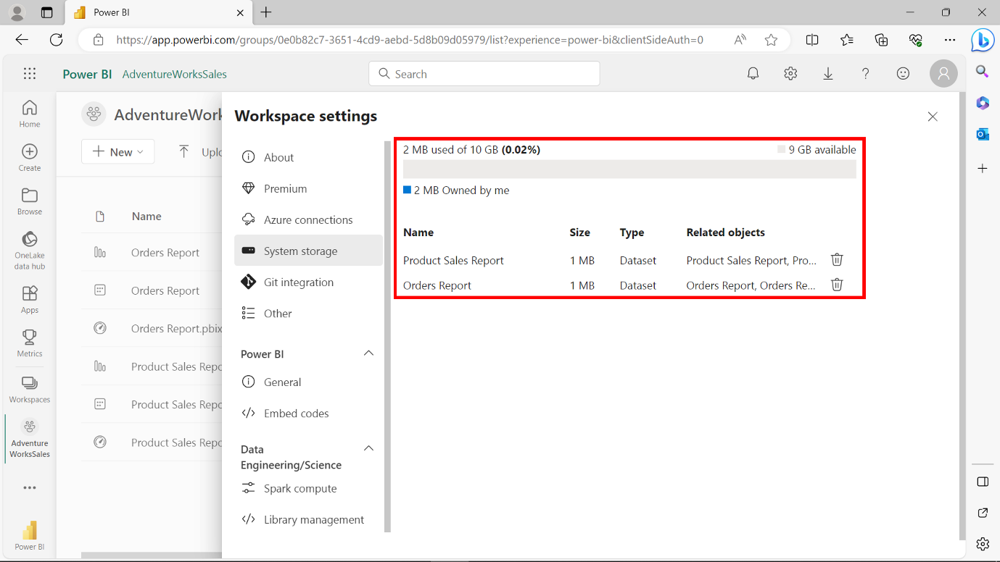 Power BI
https://app.powerbi.com/groups/0e0b82c7-3651-4cd9-aebd-5d8b09d05979/list?experience=power-bi&clientSideAuth=0
Power BI AdventureWorksSales
Search
Home
Create
Browse
OneLake
data hub
Apps
Metrics
Workspaces
Adventure
WorksSales
Power BI
AdventureWork
New
Uplo
Name
Orders Report
Orders Report
Orders Report.pbix
Product Sales Repo
Product Sales Repo
Product Sales Repo
Workspace settings
About
Premium
Azure connections
System storage
Git integration
Other
Power BI
General
Embed codes
Data
Engineering/Science
Spark compute
Library management
2 MB used of 10 GB (0.02%) 9 GB available
2 MB Owned by me
Name Size Type Related objects
Product Sales Report 1 MB Dataset Product Sales Report, Pro...
Orders Report 1 MB Dataset Orders Report, Orders Re...